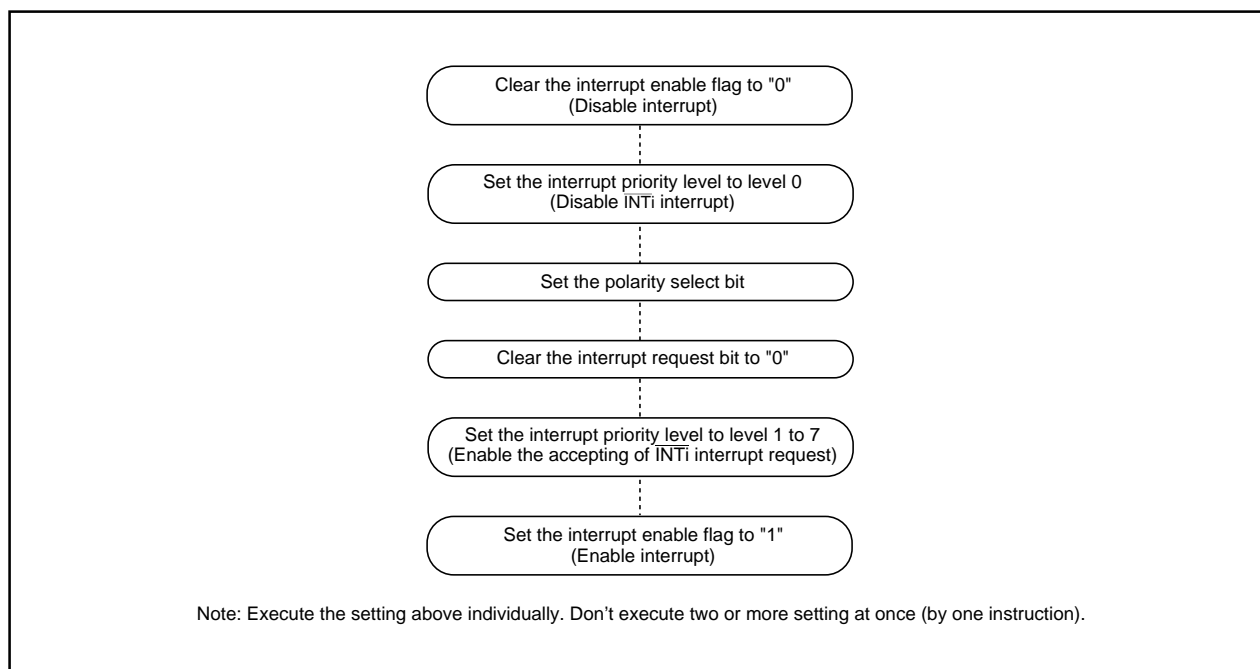 Clear the interrupt enable flag to "0"
(Disable interrupt)
Set the interrupt priority level to level 0
(Disable INTi interrupt)
Set the polarity select bit
Clear the interrupt request bit to "0"
Set the interrupt priority level to level 1 to 7
(Enable the accepting of INTi interrupt request)
Set the interrupt enable flag to "1"
(Enable interrupt)
Note: Execute the setting above individually. Don’t execute two or more setting at once (by one instruction).